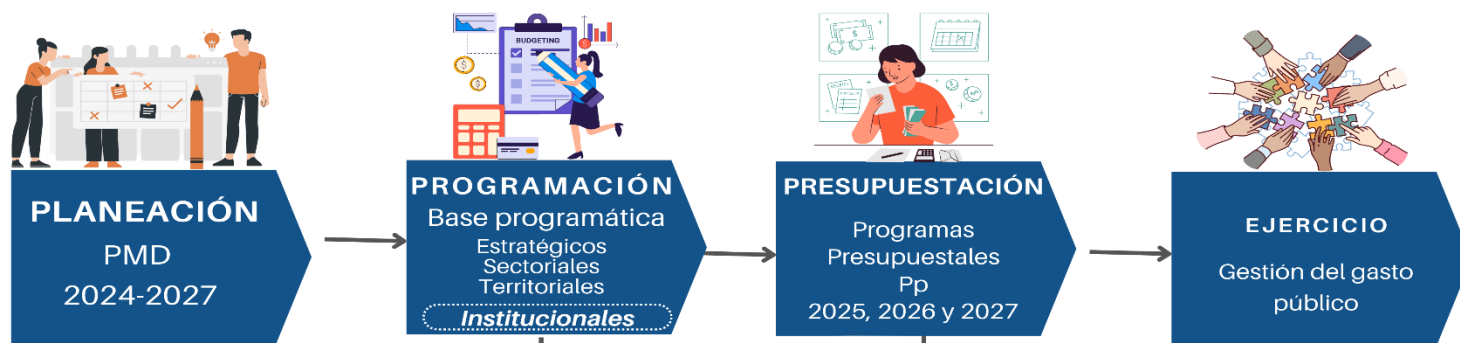 BUDGETING
PLANEACIÓN
PMD
2024-2027
PROGRAMACIÓN
Base programática
Estratégicos
Sectoriales
Territoriales
Institucionales
PRESUPUESTACIÓN
Programas
Presupuestales
Pp
2025, 2026 y 2027
EJERCICIO
Gestión del gasto
público